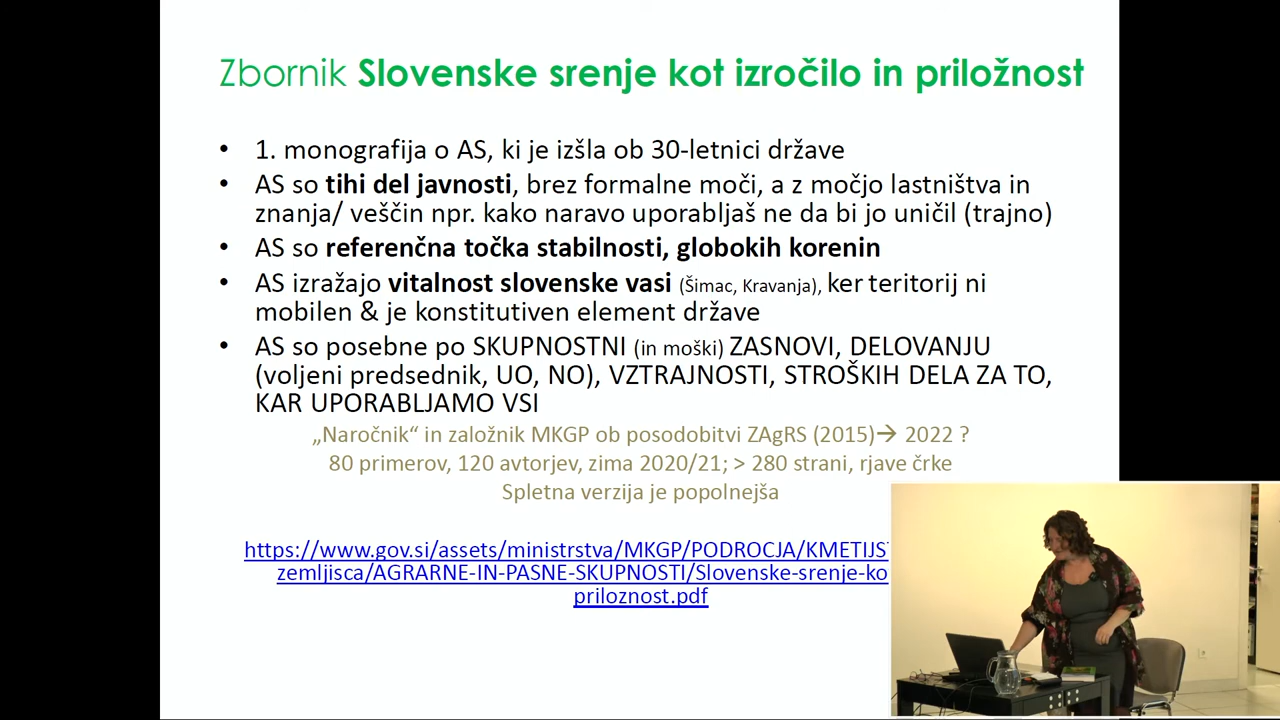 Zbornik Slovenske srenje kot izročilo in priložnost
• 1. monografija o AS, ki je izšla ob 30-letnici države
• AS so tihi del javnosti, brez formalne moči, a z močjo lastništva in
znanja/ veščin npr. kako naravo uporabljaš ne da bi jo uničil (trajno)
• AS so referenčna točka stabilnosti, globokih korenin
• AS izražajo vitalnost slovenske vasi (Šimac, Kravanja), ker teritorij ni
mobilen & je konstitutiven element države
• AS so posebne po SKUPNOSTNI (in moški) ZASNOVI, DELOVANJU
(voljeni predsednik, UO, NO), VZTRAJNOSTI, STROŠKIH DELA ZA TO,
KAR UPORABLJAMO VSI
„Naročnik“ in založnik MKGP ob posodobitvi ZAgRS (2015)→ 2022 ?
80 primerov, 120 avtorjev, zima 2020/21; > 280 strani, rjave črke
Spletna verzija je popolnejša
https://www.gov.si/assets/ministrstva/MKGP/PODROCJA/KMETIJS
zemljisca/AGRARNE-IN-PASNE-SKUPNOSTI/Slovenske-srenje-ko
priloznost.pdf